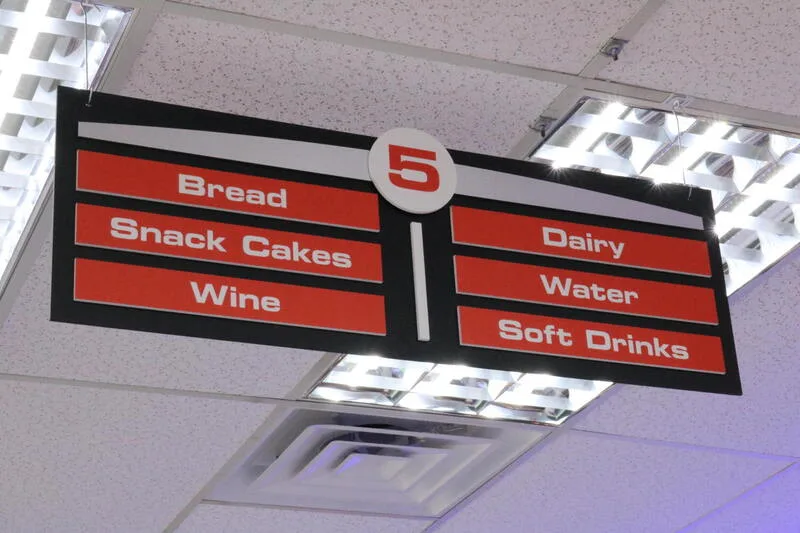 5
Bread
Snack Cakes
Wine
Dairy
Water
Soft Drinks